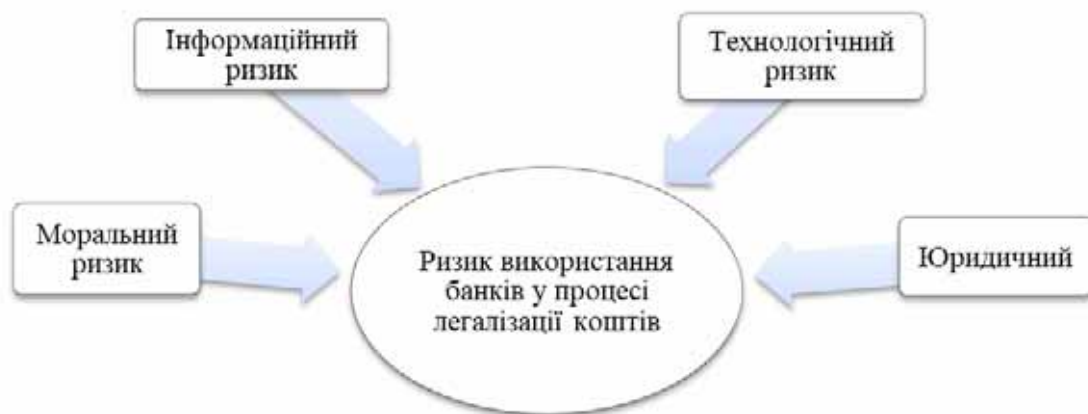 Інформаційний
ризик
Технологічний
ризик
Моральний
ризик
Юридичний
Ризик використання
банків у процесі
легалізації коштів